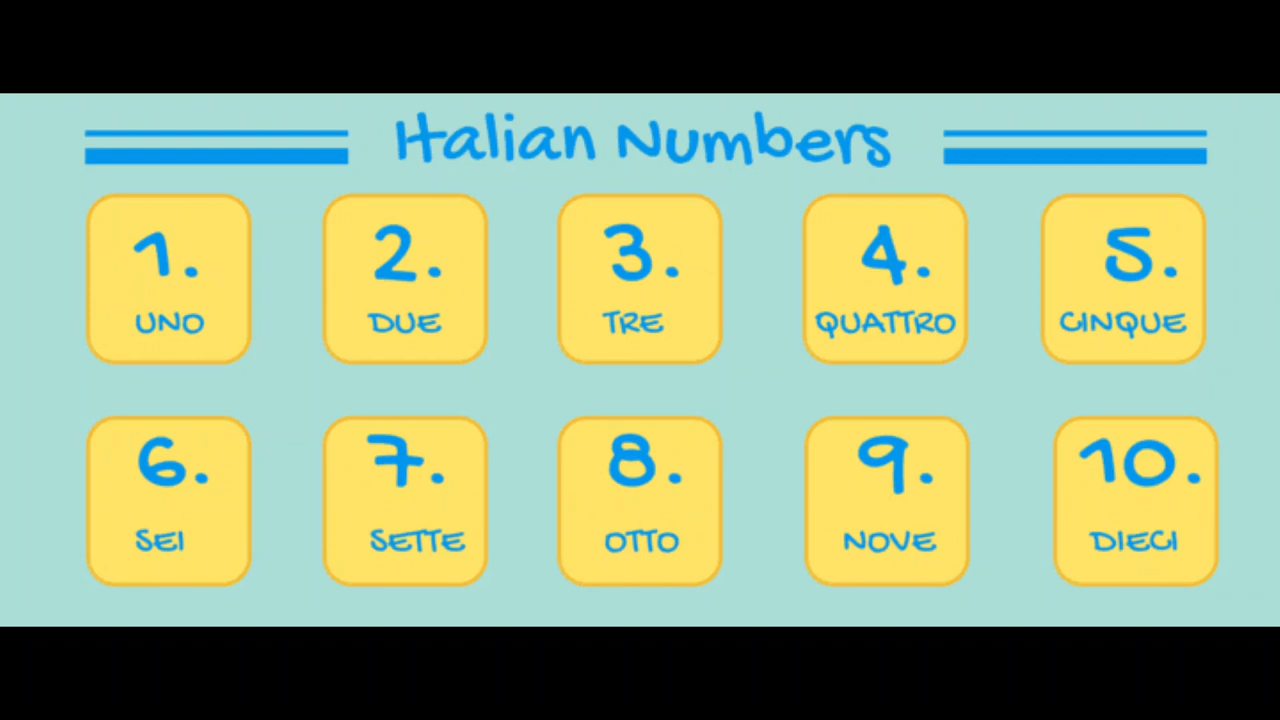 Italian Numbers
1. 2. 3. 4. 5.
UNO DUE TRE QUATTRO CINQUE
6. 7. 8. 9. 10.
SEI SETTE OTTO NOVE DIECI